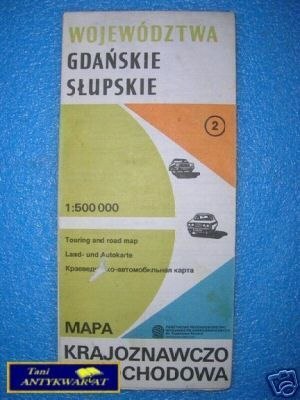 WOJEWÓDZTWA
GDAŃSKIE
SŁUPSKIE
2
1:500 000
Touring and road map
Land- und Autokarte
Краеведческо-автомобильная карта
MAPA
KRAJOZNAWCZO
CHODOWA
Tani
ANTYKWARYAT